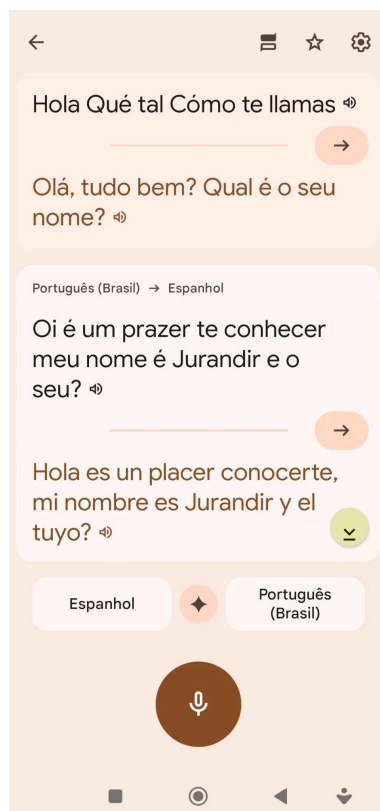 Hola Qué tal Cómo te llamas
Olá, tudo bem? Qual é o seu
nome?
Português (Brasil) → Espanhol
Oi é um prazer te conhecer
meu nome é Jurandir e o
seu?
Hola es un placer conocerte,
mi nombre es Jurandir y el
tuyo?
Espanhol
Português
(Brasil)